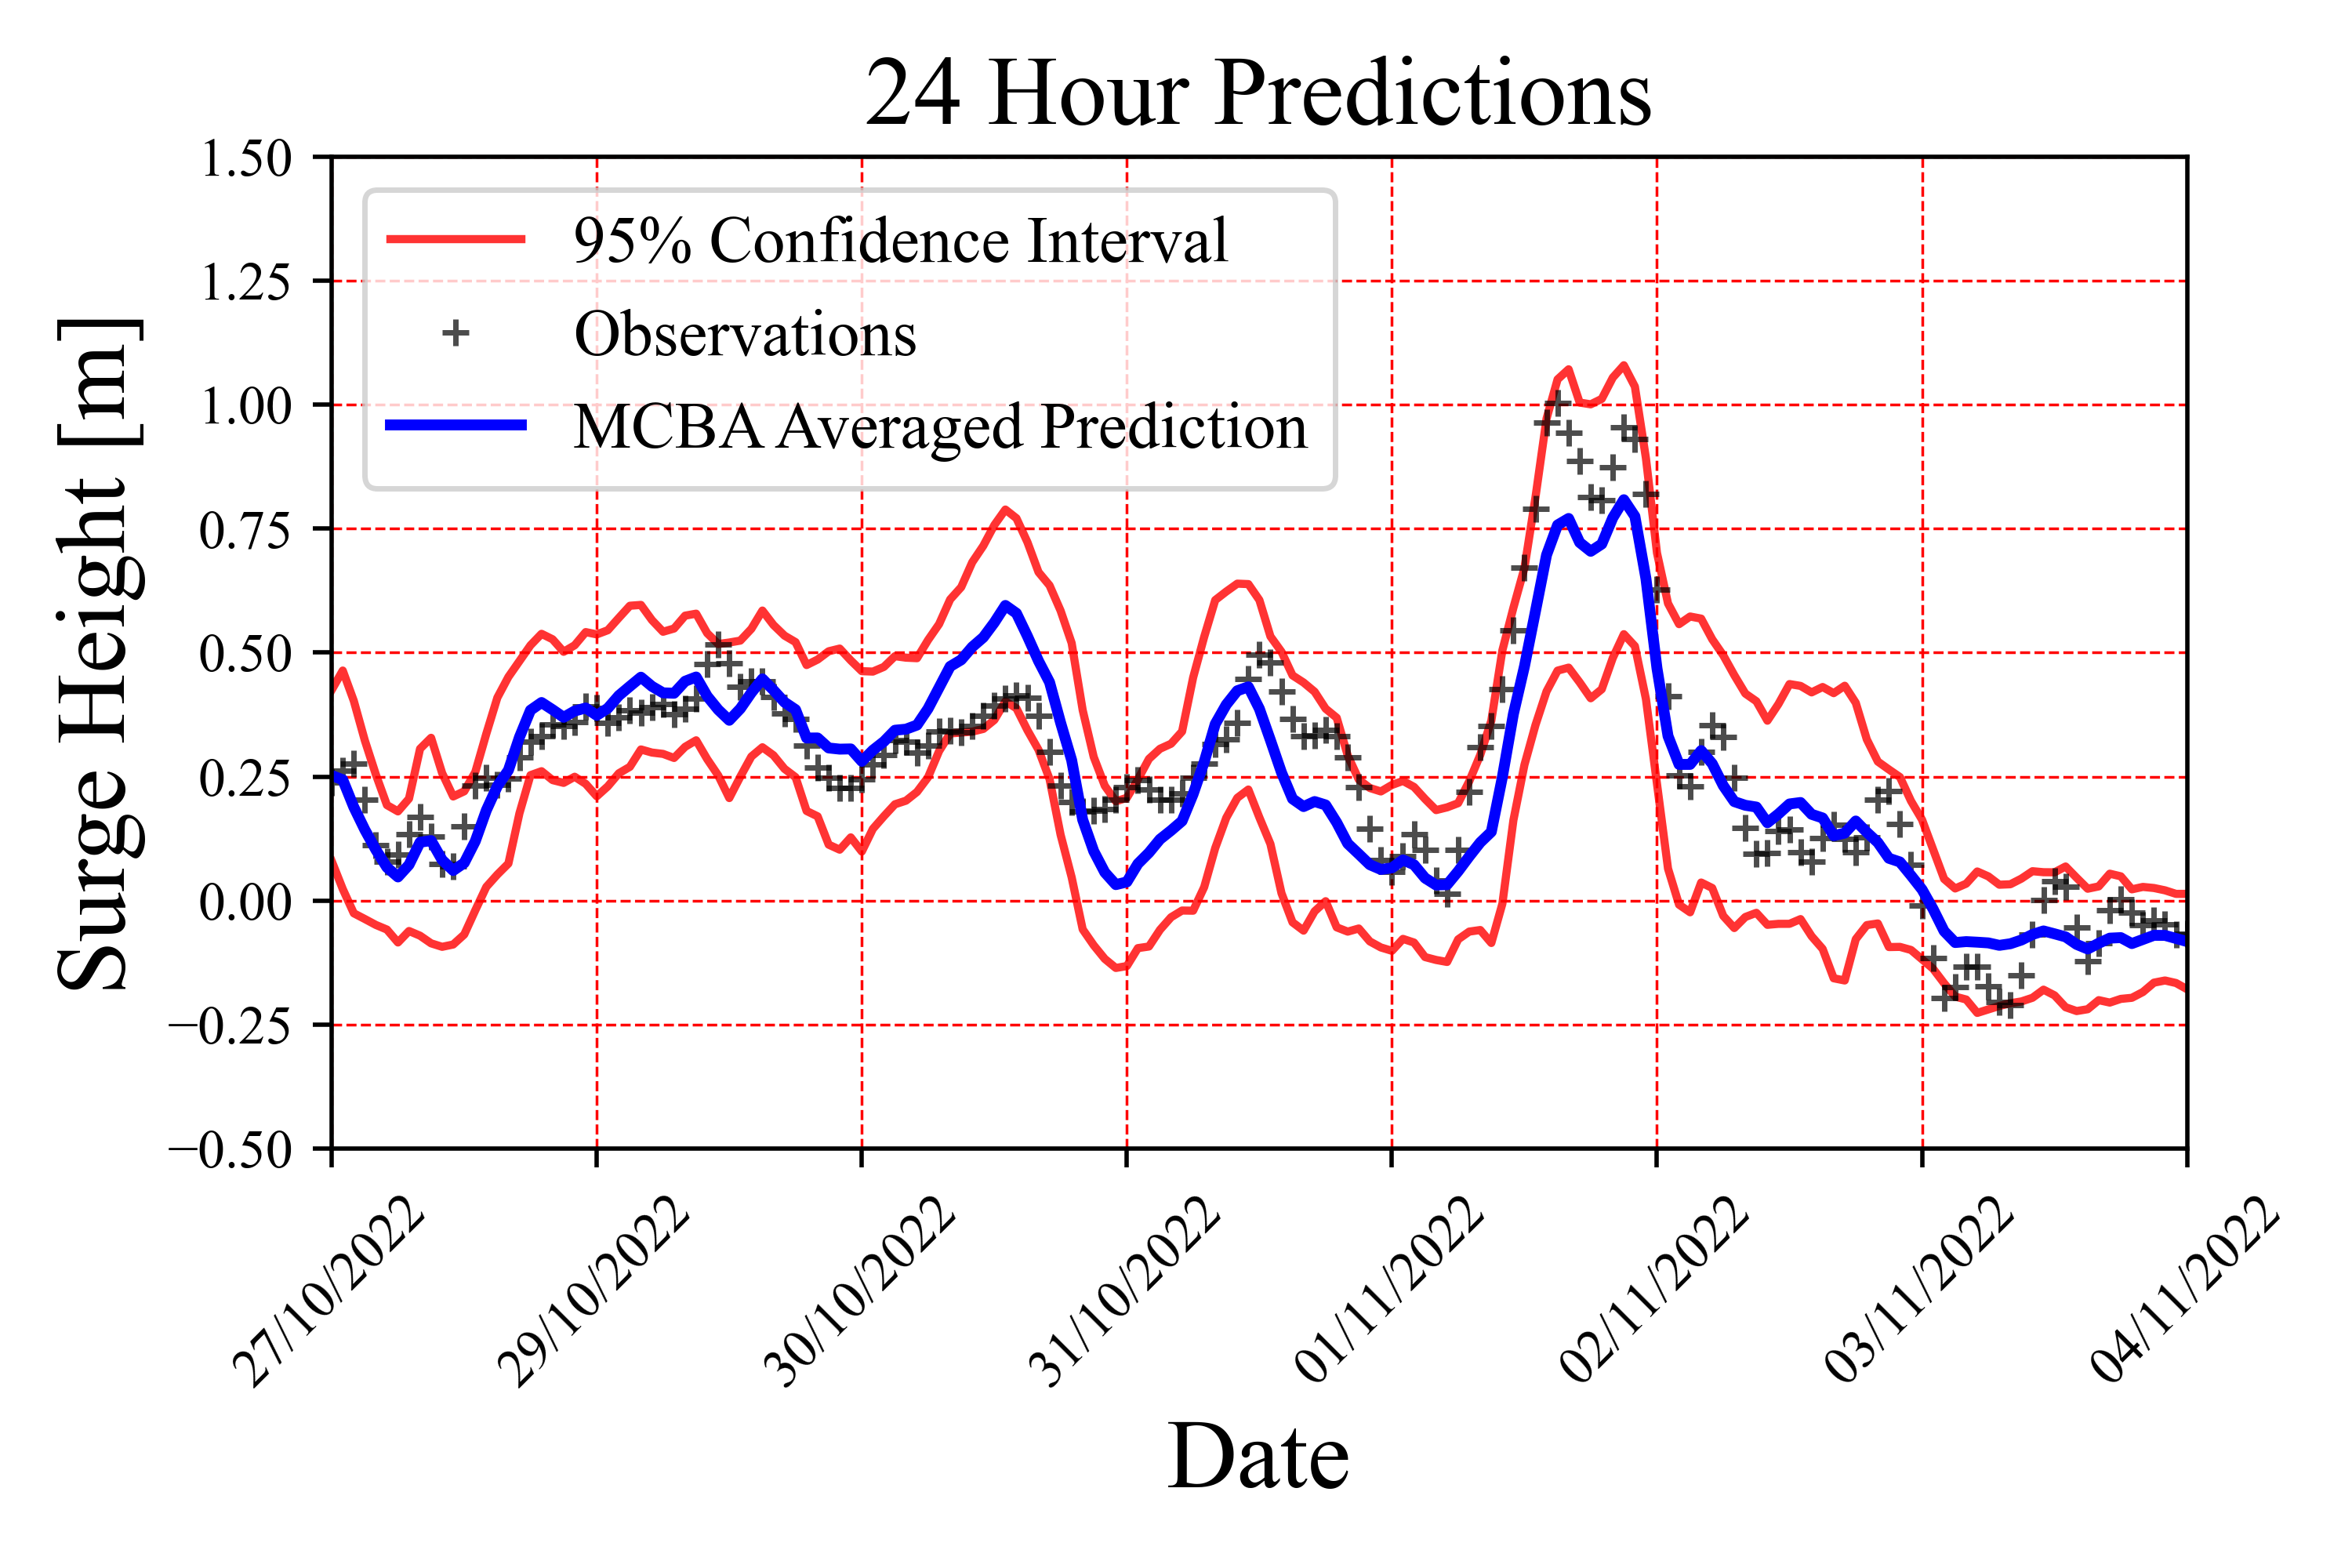 24 Hour Predictions
1.50
1.25
1.00
0.75
0.50
0.25
0.00
−0.25
−0.50
Surge Height [m]
95% Confidence Interval
Observations
MCBA Averaged Prediction
27/10/2022
29/10/2022
30/10/2022
31/10/2022
01/11/2022
02/11/2022
03/11/2022
04/11/2022
Date